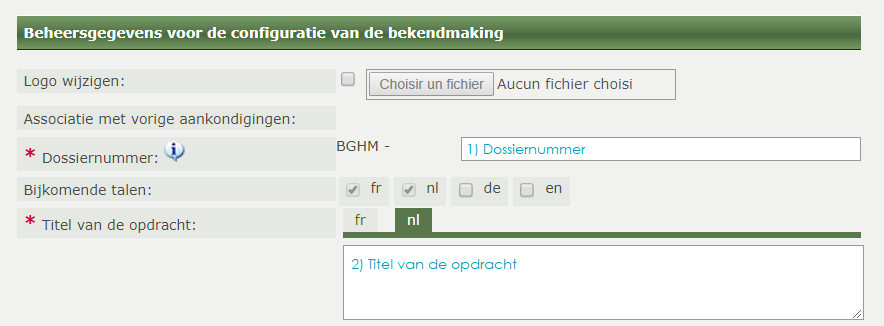 Beheersgegevens voor de configuratie van de bekendmaking
Logo wijzigen: Choisir un fichier Aucun fichier choisi
Associatie met vorige aankondigingen:
* Dossiernummer: i BGHM - 1) Dossiernummer
Bijkomende talen: fr nl de en
* Titel van de opdracht: fr nl
2) Titel van de opdracht